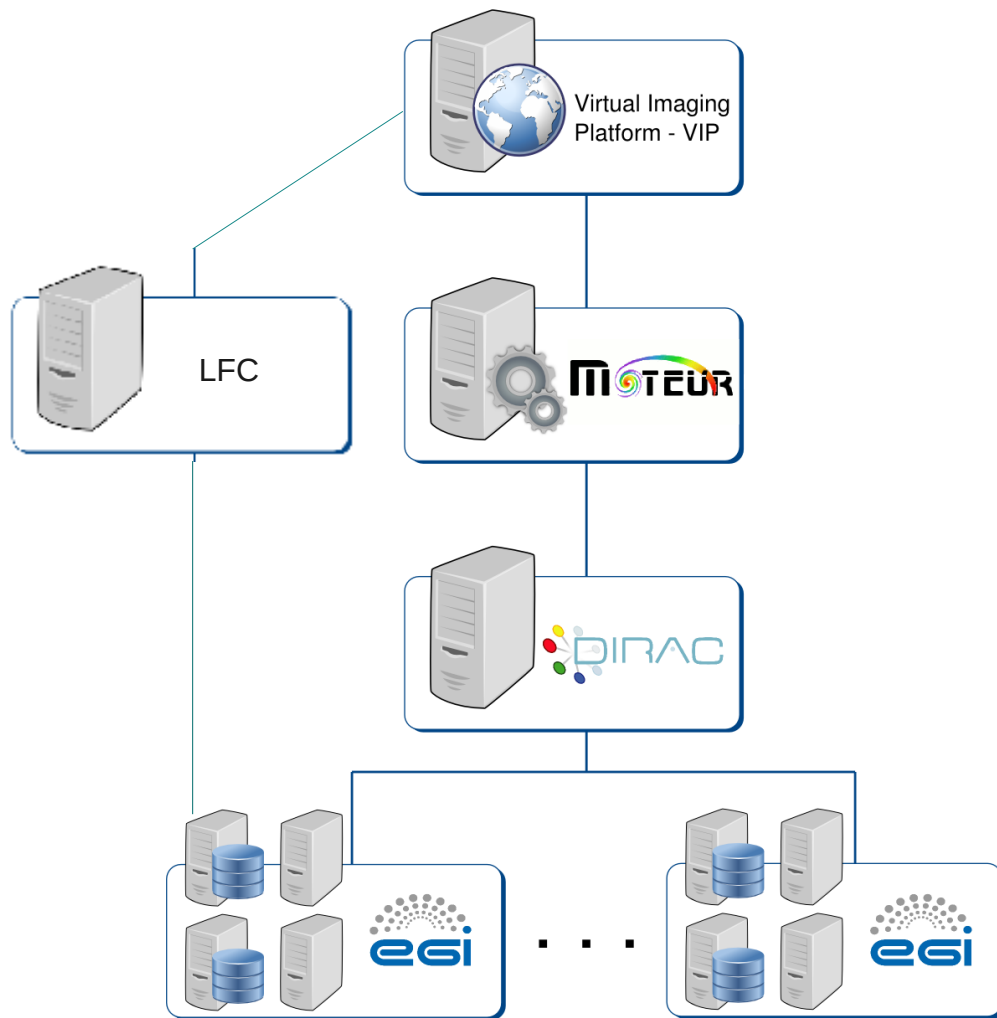 Virtual Imaging
Platform - VIP
LFC
MOTEUR
DIRAC
. . .
egi
egi